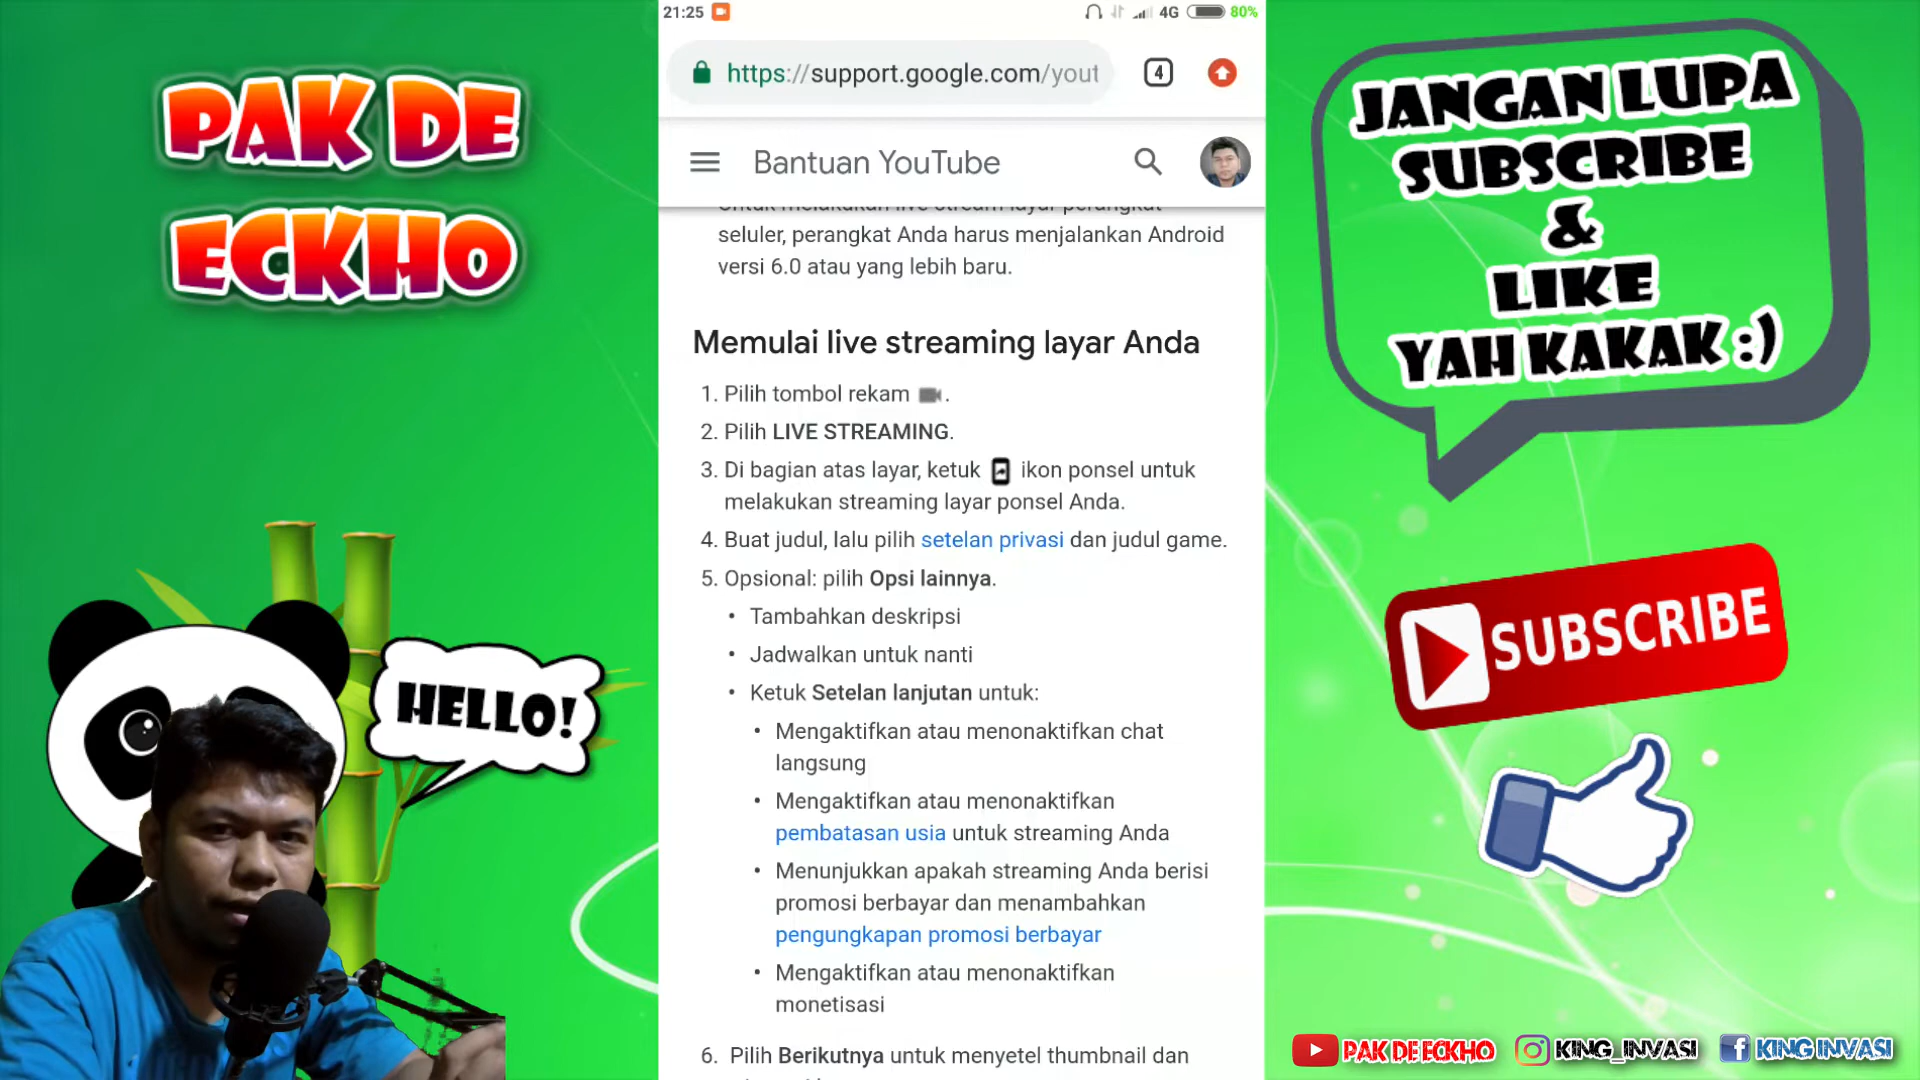 PAK DE
ECKHO
HELLO!
21:25
4G
80%
https://support.google.com/yout
4
Bantuan YouTube
Untuk melakukan live stream layar perangkat
seluler, perangkat Anda harus menjalankan Android
versi 6.0 atau yang lebih baru.
Memulai live streaming layar Anda
1. Pilih tombol rekam .
2. Pilih LIVE STREAMING.
3. Di bagian atas layar, ketuk ikon ponsel untuk
melakukan streaming layar ponsel Anda.
4. Buat judul, lalu pilih setelan privasi dan judul game.
5. Opsional: pilih Opsi lainnya.
• Tambahkan deskripsi
• Jadwalkan untuk nanti
• Ketuk Setelan lanjutan untuk:
• Mengaktifkan atau menonaktifkan chat
langsung
• Mengaktifkan atau menonaktifkan
pembatasan usia untuk streaming Anda
• Menunjukkan apakah streaming Anda berisi
promosi berbayar dan menambahkan
pengungkapan promosi berbayar
• Mengaktifkan atau menonaktifkan
monetisasi
6. Pilih Berikutnya untuk menyetel thumbnail dan
JANGAN LUPA
SUBSCRIBE
&
LIKE
YAH KAKAK :)
SUBSCRIBE
PAK DE ECKHO
KING_INVASI
KING INVASI